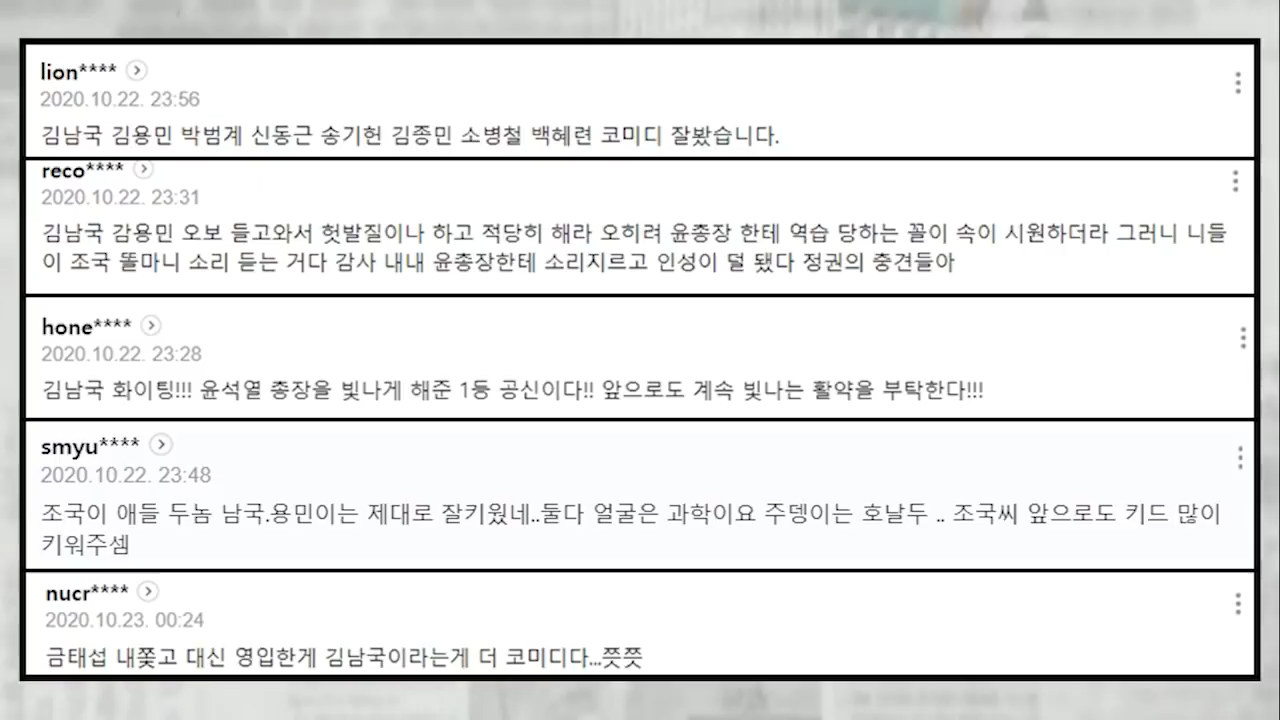 lion****
2020.10.22. 23:56
김남국 김용민 박범계 신동근 송기헌 김종민 소병철 백혜련 코미디 잘봤습니다.
reco****
2020.10.22. 23:31
김남국 감용민 오보 들고와서 헛발질이나 하고 적당히 해라 오히려 윤총장 한테 역습 당하는 꼴이 속이 시원하더라 그러니 니들
이 조국 똘마니 소리 듣는 거다 감사 내내 윤총장한테 소리지르고 인성이 덜 됐다 정권의 충견들아
hone****
2020.10.22. 23:28
김남국 화이팅!!! 윤석열 총장을 빛나게 해준 1등 공신이다!! 앞으로도 계속 빛나는 활약을 부탁한다!!!
smyu****
2020.10.22. 23:48
조국이 애들 두놈 남국.용민이는 제대로 잘키웠네..둘다 얼굴은 과학이요 주뎅이는 호날두 .. 조국씨 앞으로도 키드 많이
키워주셈
nucr****
2020.10.23. 00:24
금태섭 내쫓고 대신 영입한게 김남국이라는게 더 코미디다...쯧쯧